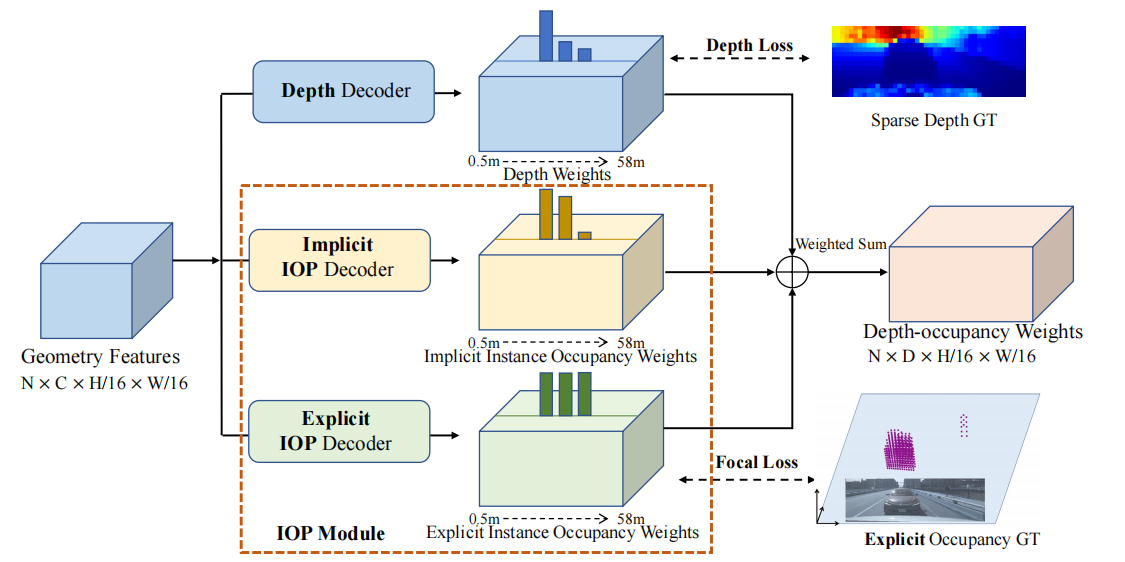 Depth Loss
Sparse Depth GT
Depth Decoder
0.5m
58m
Depth Weights
Geometry Features
N × C × H/16 × W/16
Implicit
IOP Decoder
0.5m
58m
Implicit Instance Occupancy Weights
Weighted Sum
Depth-occupancy Weights
N × D × H/16 × W/16
Explicit
IOP Decoder
0.5m
58m
Explicit Instance Occupancy Weights
IOP Module
Focal Loss
Explicit Occupancy GT